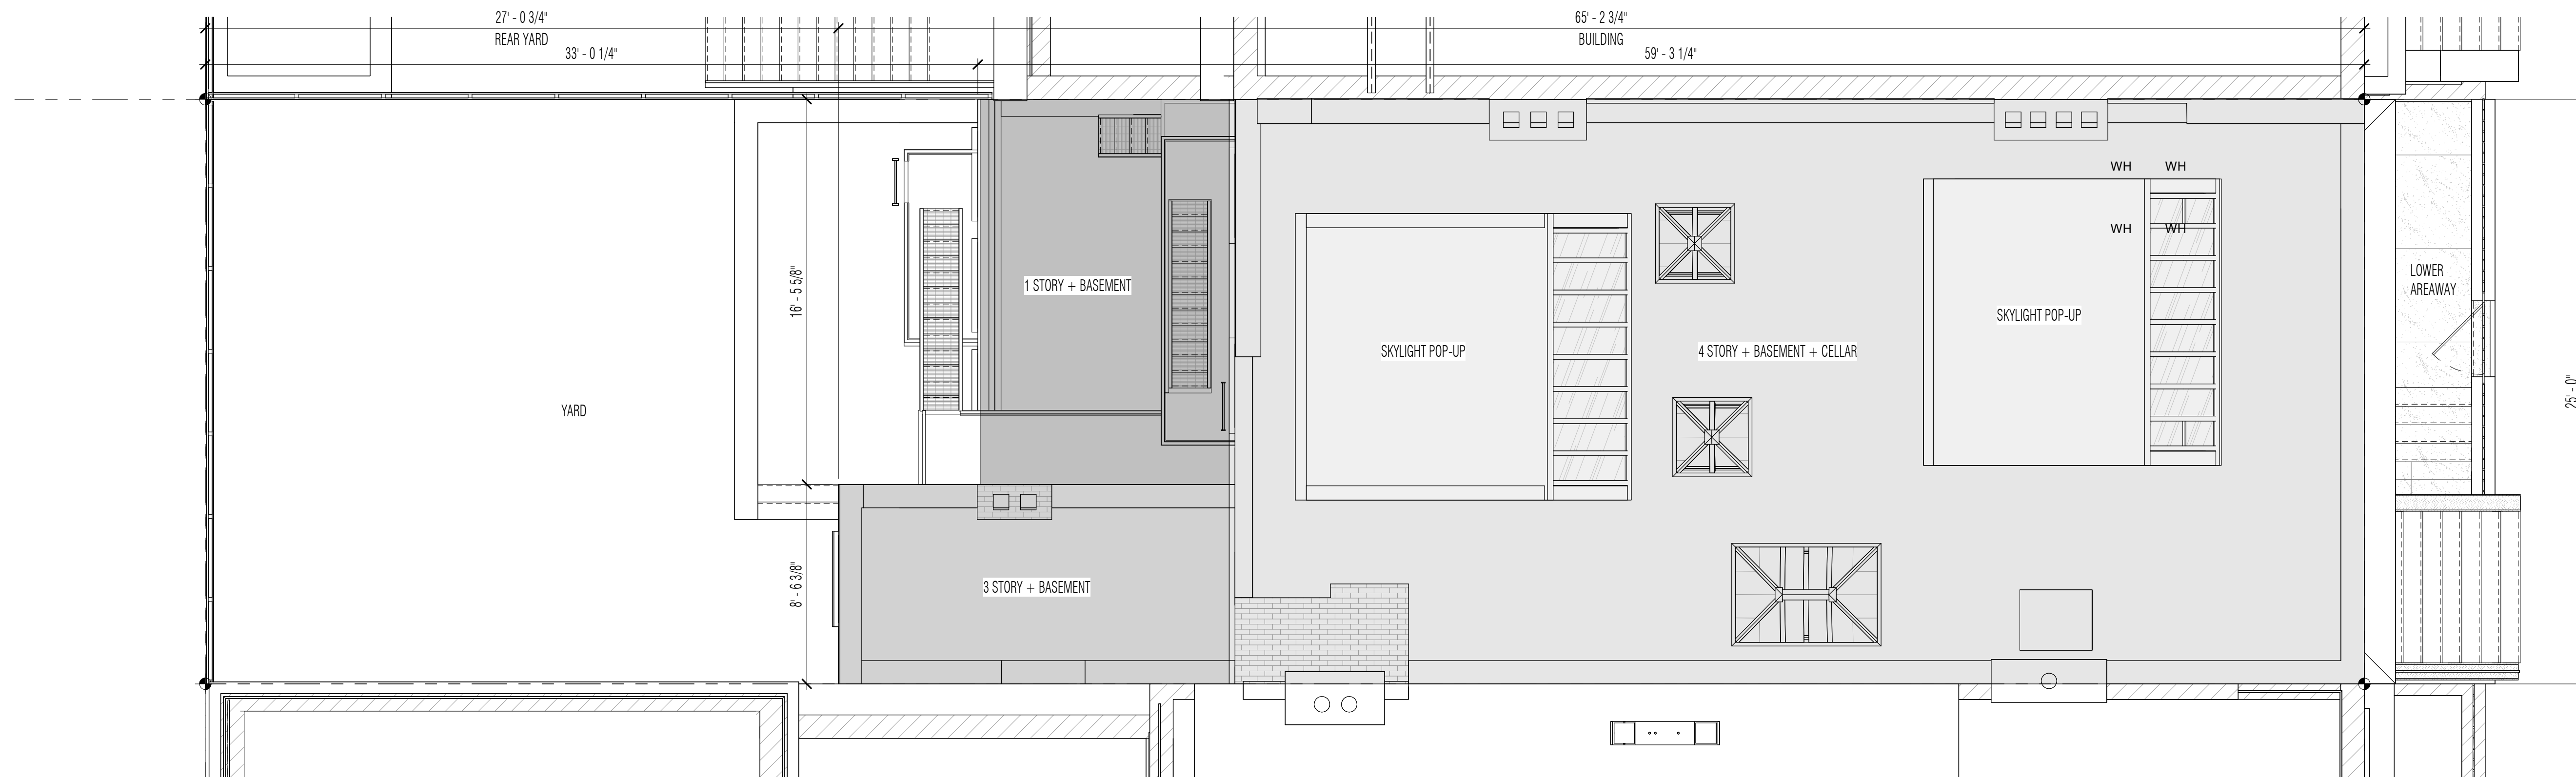 27' - 0 3/4"
65' - 2 3/4"
REAR YARD
BUILDING
33' - 0 1/4"
59' - 3 1/4"
WH WH
WH WH
16' - 5 5/8"
1 STORY + BASEMENT
LOWER
AREAWAY
SKYLIGHT POP-UP
SKYLIGHT POP-UP
4 STORY + BASEMENT + CELLAR
25' - 0"
YARD
8' - 6 3/8"
3 STORY + BASEMENT